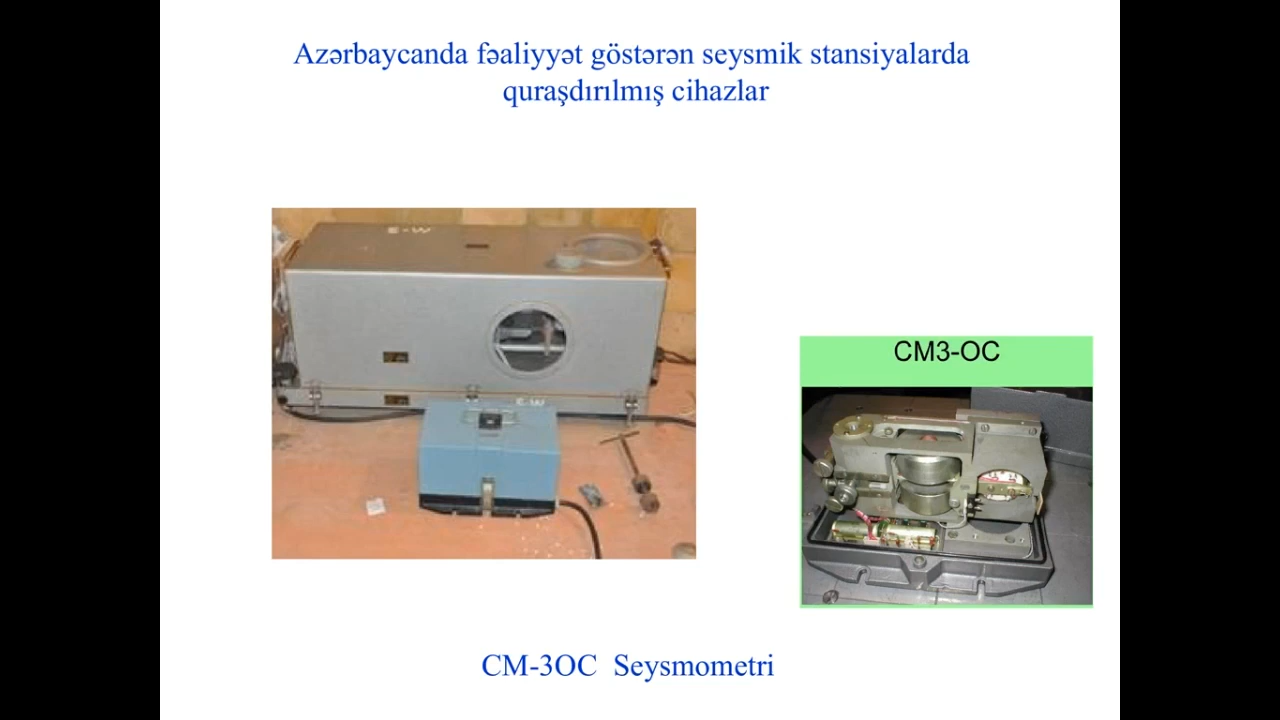 Azərbaycanda fəaliyyət göstərən seysmik stansiyalarda
quraşdırılmış cihazlar
E-W
E-W
CM3-OC
CM-3OC Seysmometri